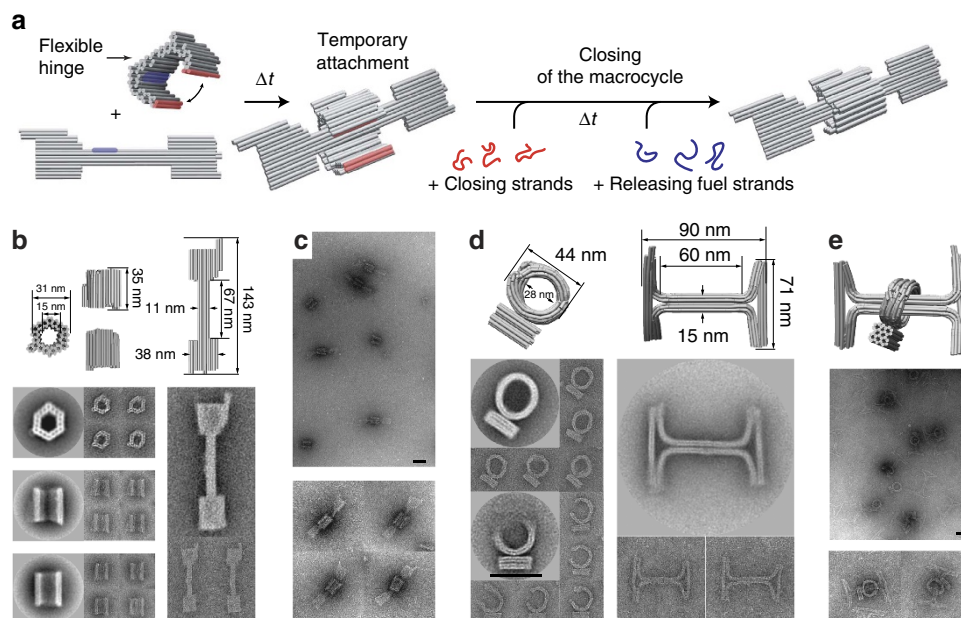 a
Flexible
hinge
+
Δt
Temporary
attachment
Closing
of the macrocycle
Δt
+ Closing strands
+ Releasing fuel strands
b
31 nm
15 nm
35 nm
11 nm
38 nm
67 nm
143 nm
c
d
44 nm
28 nm
90 nm
60 nm
15 nm
71 nm
e